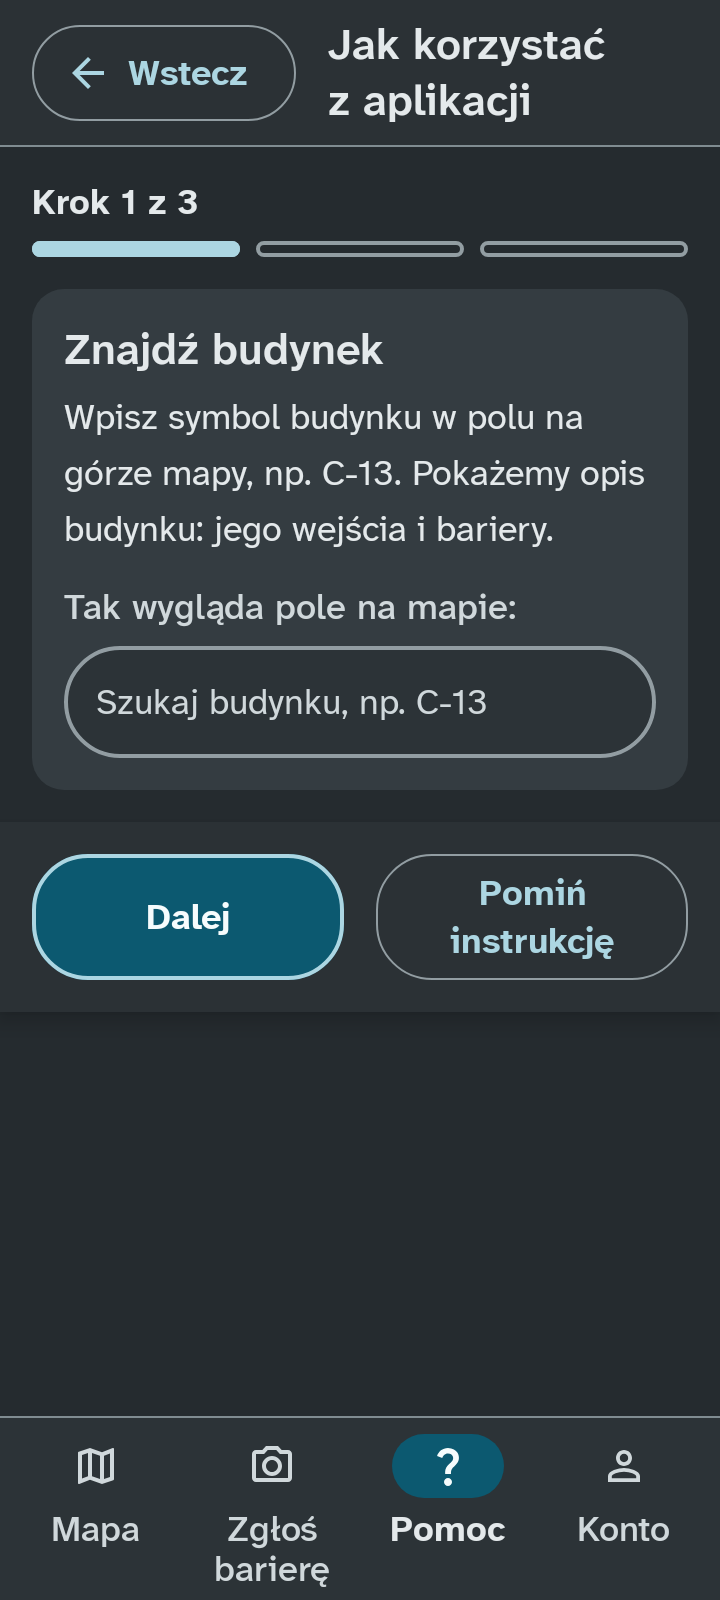 Wstecz
Jak korzystać
z aplikacji
Krok 1 z 3
Znajdź budynek
Wpisz symbol budynku w polu na
górze mapy, np. C-13. Pokażemy opis
budynku: jego wejścia i bariery.
Tak wygląda pole na mapie:
Szukaj budynku, np. C-13
Dalej
Pomiń
instrukcję
Mapa
Zgłoś
barierę
?
Pomoc
Konto